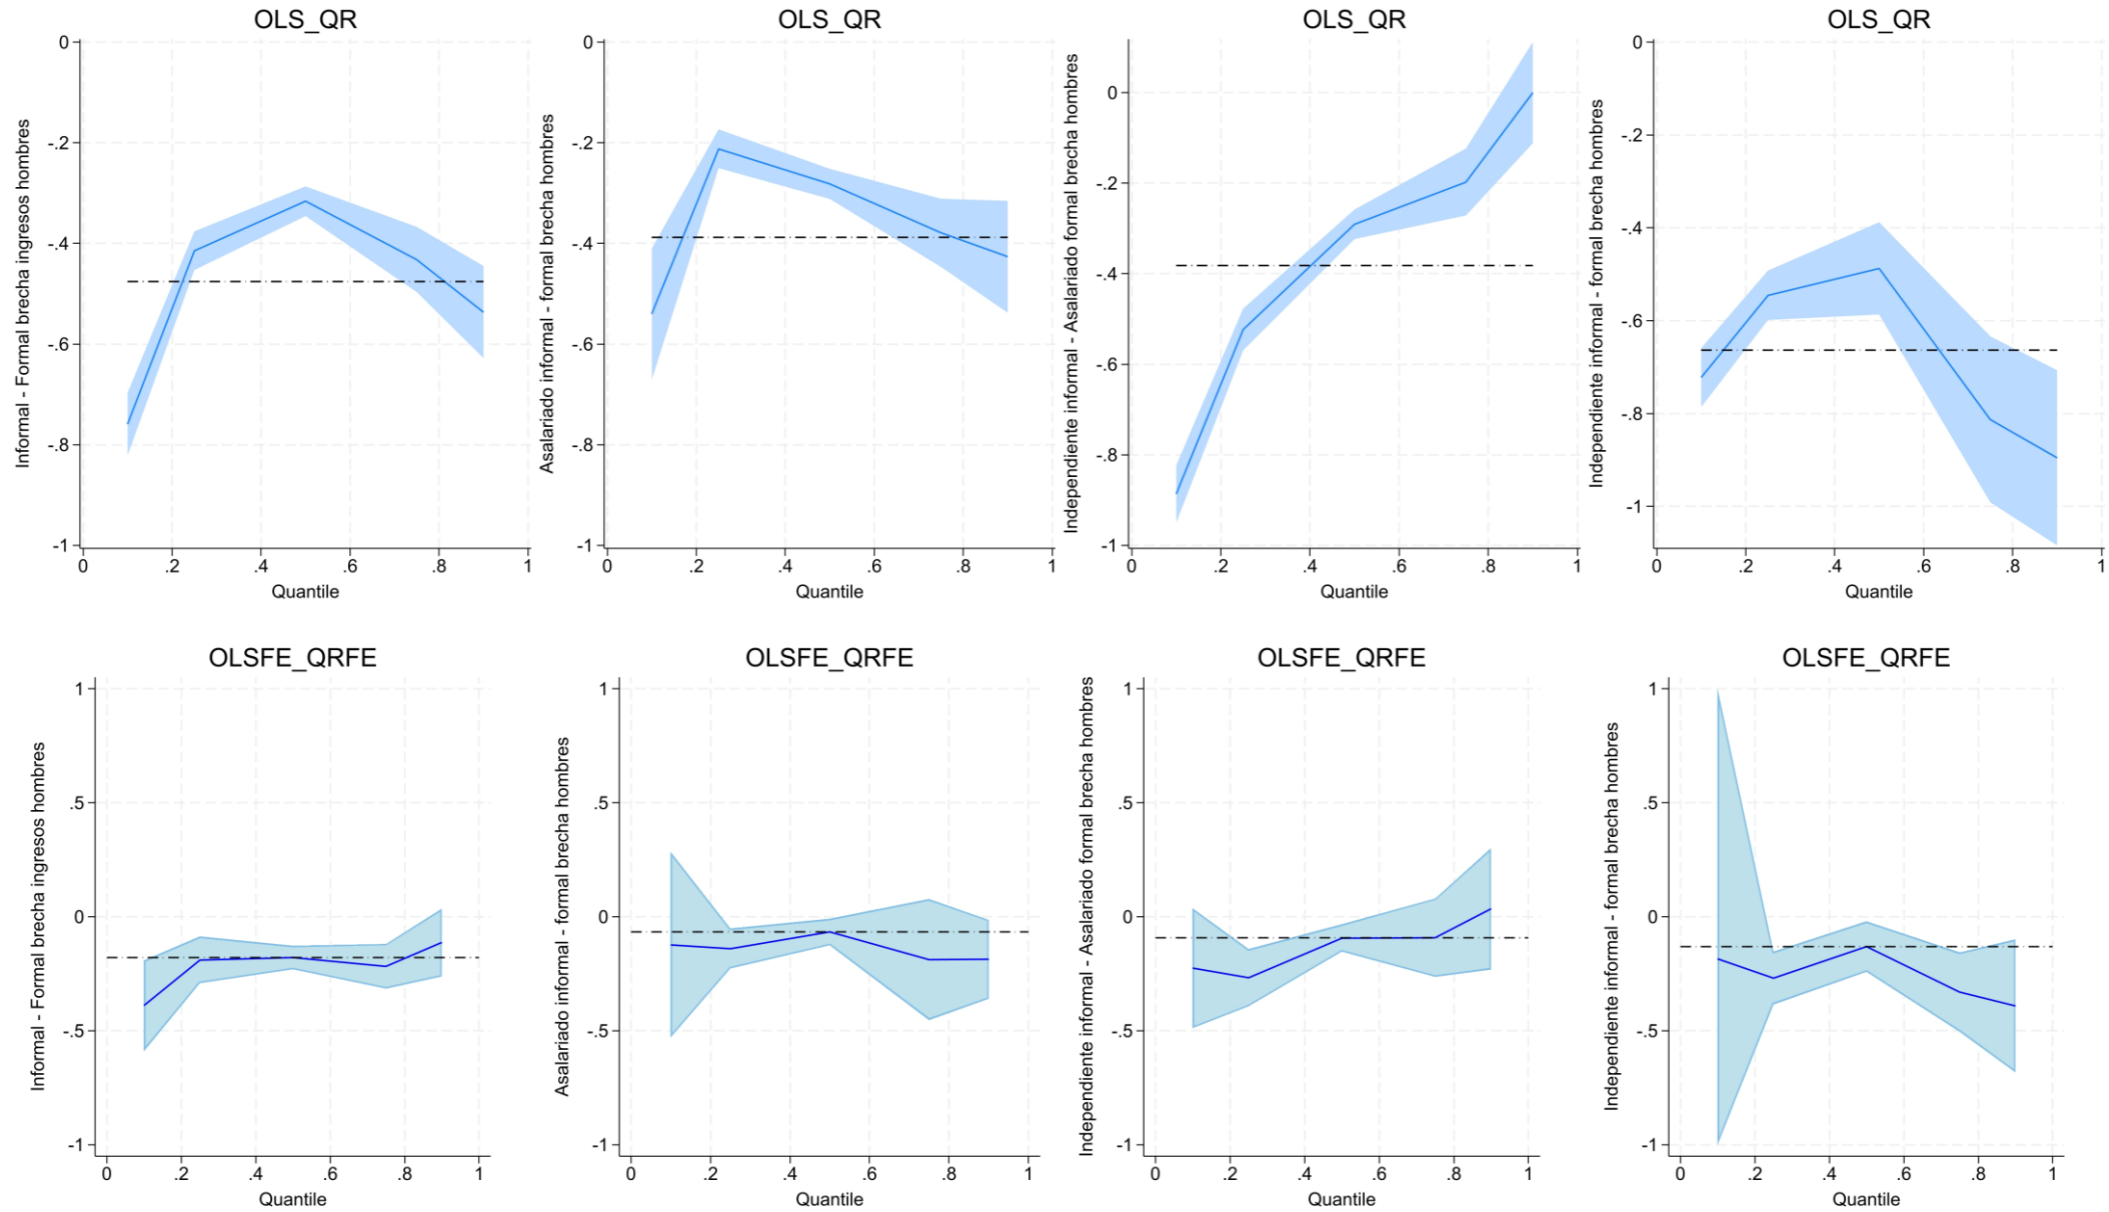 OLS_QR
Informal - Formal brecha ingresos hombres
0
-.2
-.4
-.6
-.8
-1
0 .2 .4 .6 .8 1
Quantile
OLS_QR
Asalariado informal - formal brecha hombres
0
-.2
-.4
-.6
-.8
-1
0 .2 .4 .6 .8 1
Quantile
OLS_QR
Independiente informal - Asalariado formal brecha hombres
0
-.2
-.4
-.6
-.8
-1
0 .2 .4 .6 .8 1
Quantile
OLS_QR
Independiente informal - formal brecha hombres
0
-.2
-.4
-.6
-.8
-1
0 .2 .4 .6 .8 1
Quantile
OLSFE_QRFE
Informal - Formal brecha ingresos hombres
1
.5
0
-.5
-1
0 .2 .4 .6 .8 1
Quantile
OLSFE_QRFE
Asalariado informal - formal brecha hombres
1
.5
0
-.5
-1
0 .2 .4 .6 .8 1
Quantile
OLSFE_QRFE
Independiente informal - Asalariado formal brecha hombres
1
.5
0
-.5
-1
0 .2 .4 .6 .8 1
Quantile
OLSFE_QRFE
Independiente informal - formal brecha hombres
1
.5
0
-.5
-1
0 .2 .4 .6 .8 1
Quantile